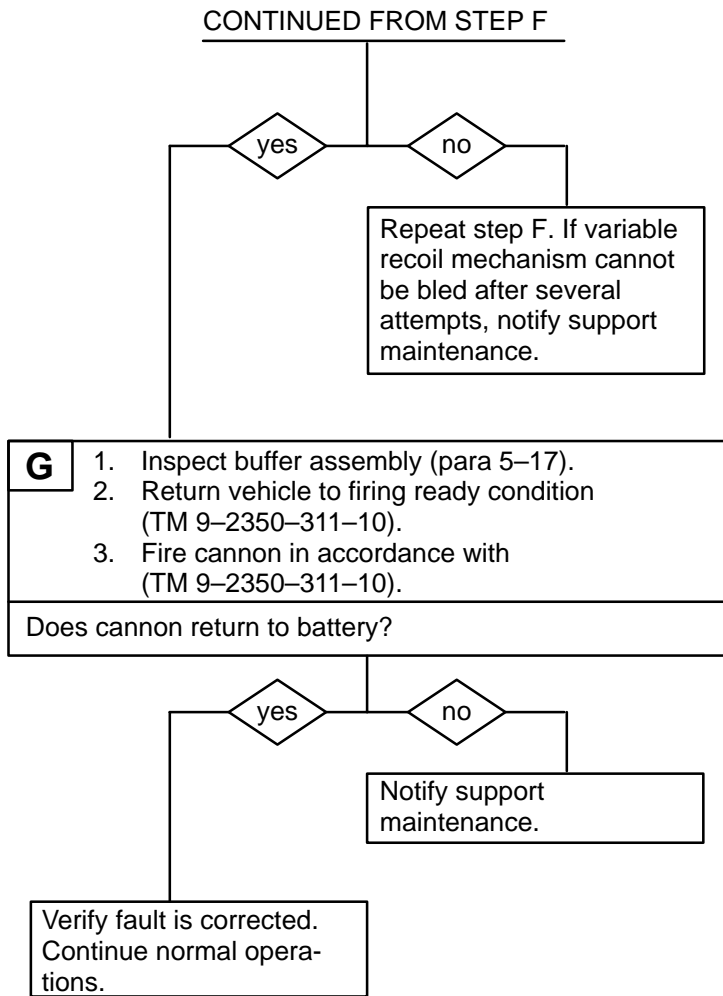 CONTINUED FROM STEP F
yes
no
Repeat step F. If variable
recoil mechanism cannot
be bled after several
attempts, notify support
maintenance.
G
1. Inspect buffer assembly (para 5–17).
2. Return vehicle to firing ready condition
(TM 9–2350–311–10).
3. Fire cannon in accordance with
(TM 9–2350–311–10).
Does cannon return to battery?
yes
no
Notify support
maintenance.
Verify fault is corrected.
Continue normal opera-
tions.